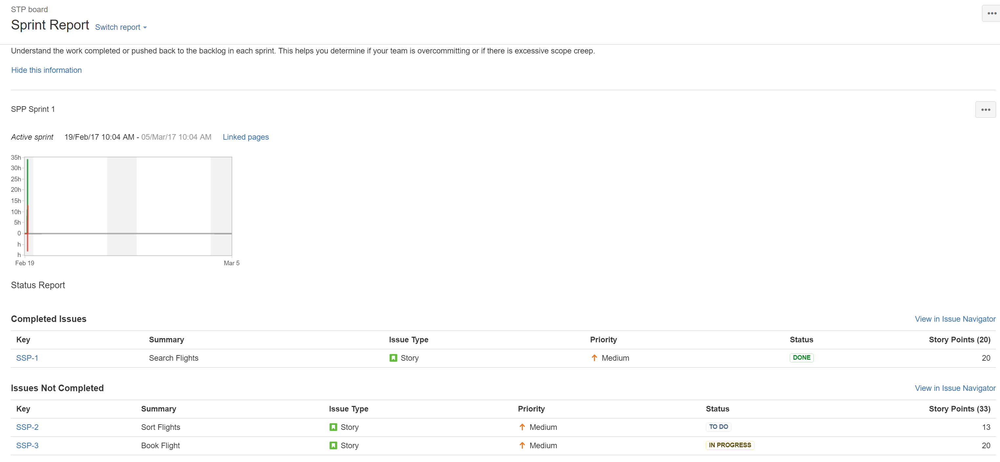 STP board
Sprint Report Switch report
Understand the work completed or pushed back to the backlog in each sprint. This helps you determine if your team is overcommitting or if there is excessive scope creep.
Hide this information
SPP Sprint 1
Active sprint 19/Feb/17 10:04 AM - 05/Mar/17 10:04 AM Linked pages
35h
30h
25h
20h
15h
10h
5h
0
h
h
Feb 19 Mar 5
Status Report
Completed Issues View in Issue Navigator
Key Summary Issue Type Priority Status Story Points (20)
SSP-1 Search Flights Story Medium DONE 20
Issues Not Completed View in Issue Navigator
Key Summary Issue Type Priority Status Story Points (33)
SSP-2 Sort Flights Story Medium TO DO 13
SSP-3 Book Flight Story Medium IN PROGRESS 20